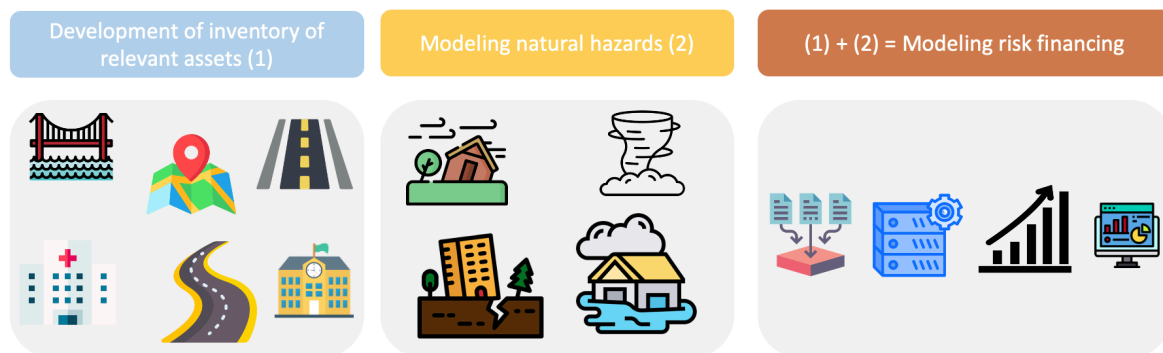 Development of inventory of
relevant assets (1)
Modeling natural hazards (2)
(1) + (2) = Modeling risk financing